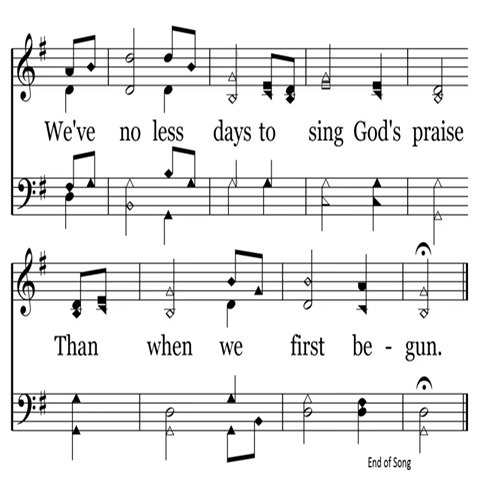 We've no less days to sing God's praise
Than when we first be - gun.
End of Song